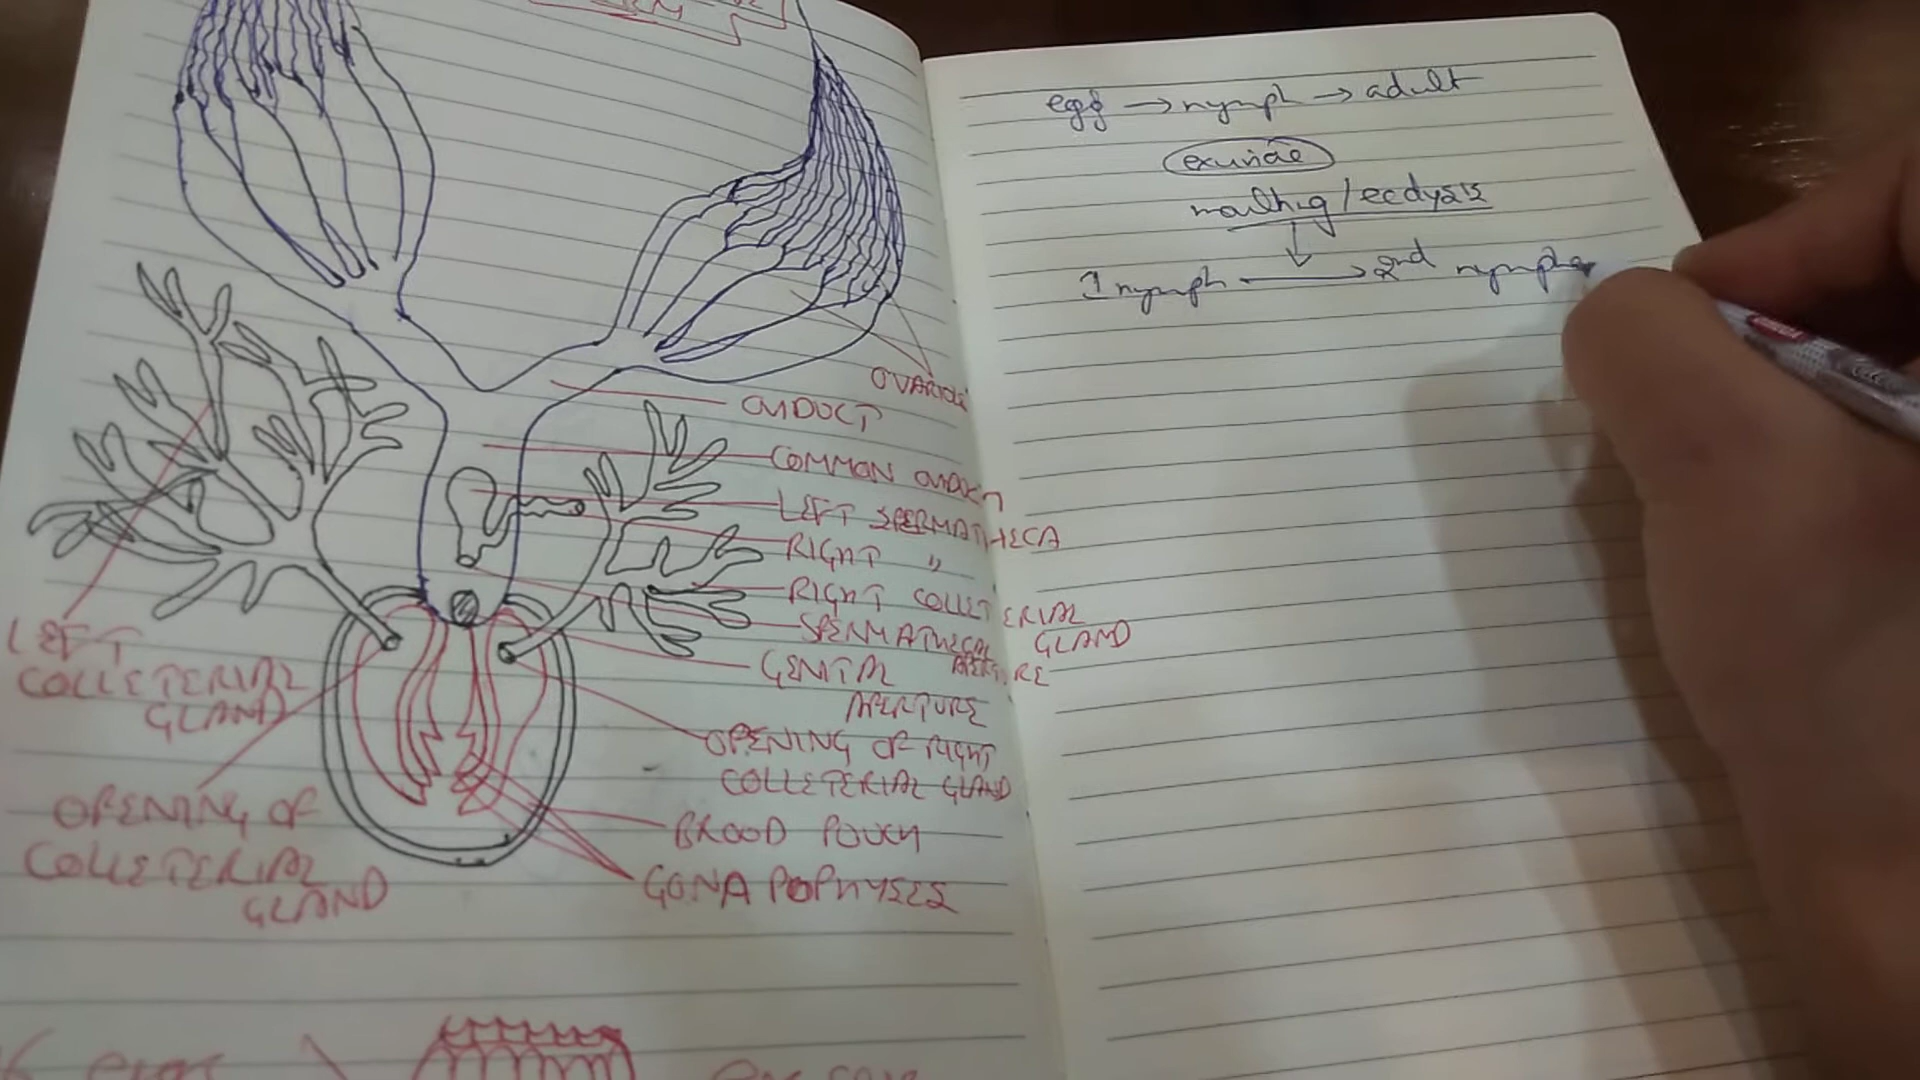 OVARIOLE
OVIDUCT
COMMON OVIDUCT
LEFT SPERMATHECA
RIGHT "
RIGHT COLLETERIAL
GLAND
SPERMATHECAL
APERTURE
GENITAL
APERTURE
OPENING OF RIGHT
COLLETERIAL GLAND
BROOD POUCH
GONAPOPHYSES
LEFT
COLLETERIAL
GLAND
OPENING OF
COLLETERIAL
GLAND
egg → nymph → adult
exuviae
moulting / ecdysis
1 nymph → 2nd nymph